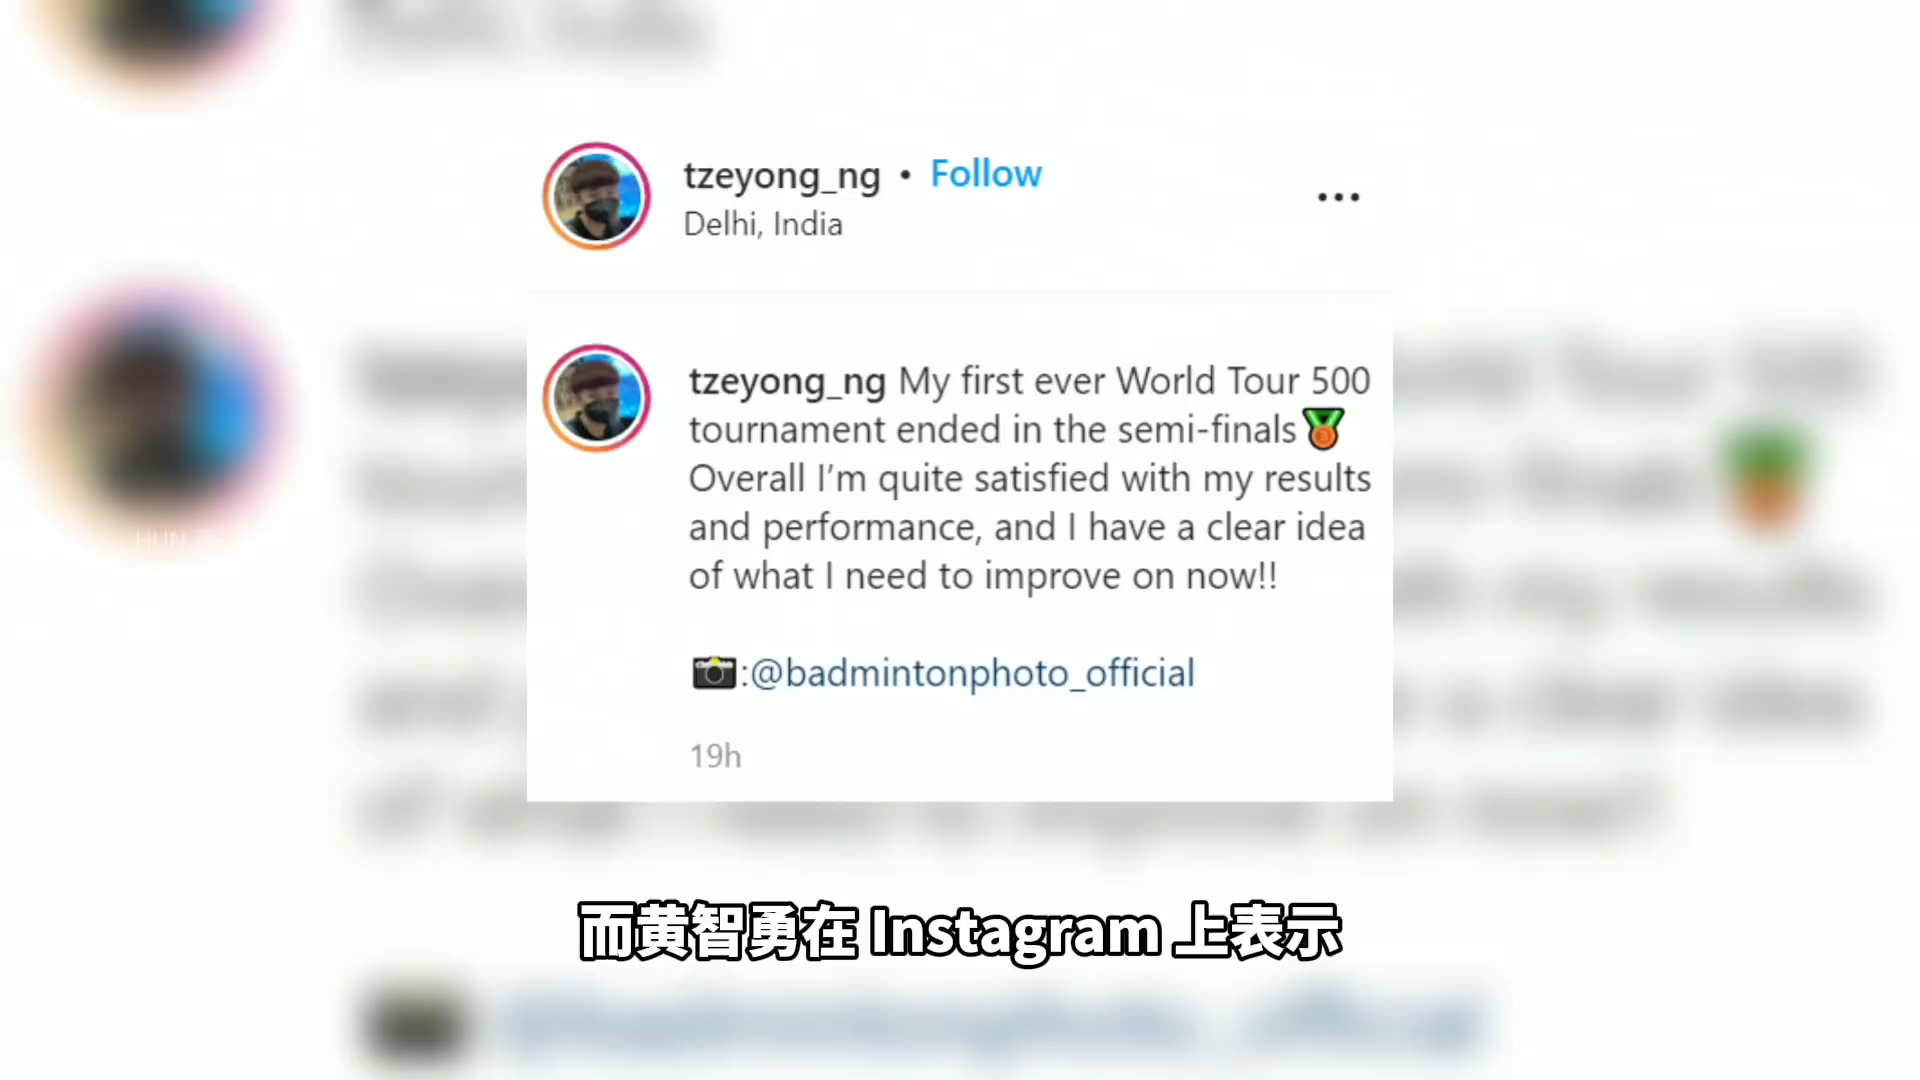 tzeyong_ng • Follow
Delhi, India
tzeyong_ng My first ever World Tour 500
tournament ended in the semi-finals🥉
Overall I’m quite satisfied with my results
and performance, and I have a clear idea
of what I need to improve on now!!
📸:@badmintonphoto_official
19h
而黄智勇在 Instagram 上表示